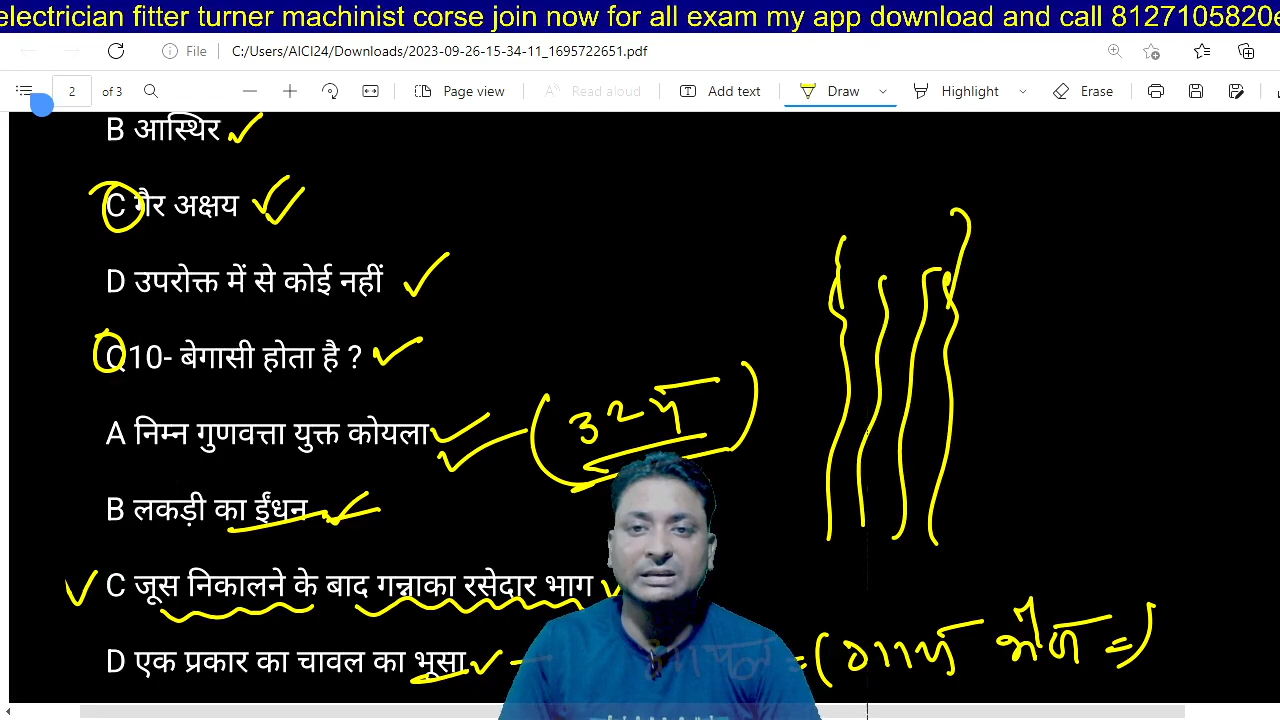 electrician fitter turner machinist corse join now for all exam my app download and call 8127105820e
File C:/Users/AICI24/Downloads/2023-09-26-15-34-11_1695722651.pdf
2 of 3 Page view Read aloud Add text Draw Highlight Erase
B आस्थिर
C गैर अक्षय
D उपरोक्त में से कोई नहीं
Q10- बेगासी होता है ?
A निम्न गुणवत्ता युक्त कोयला
B लकड़ी का ईंधन
C जूस निकालने के बाद गन्नाका रसेदार भाग
D एक प्रकार का चावल का भूसा